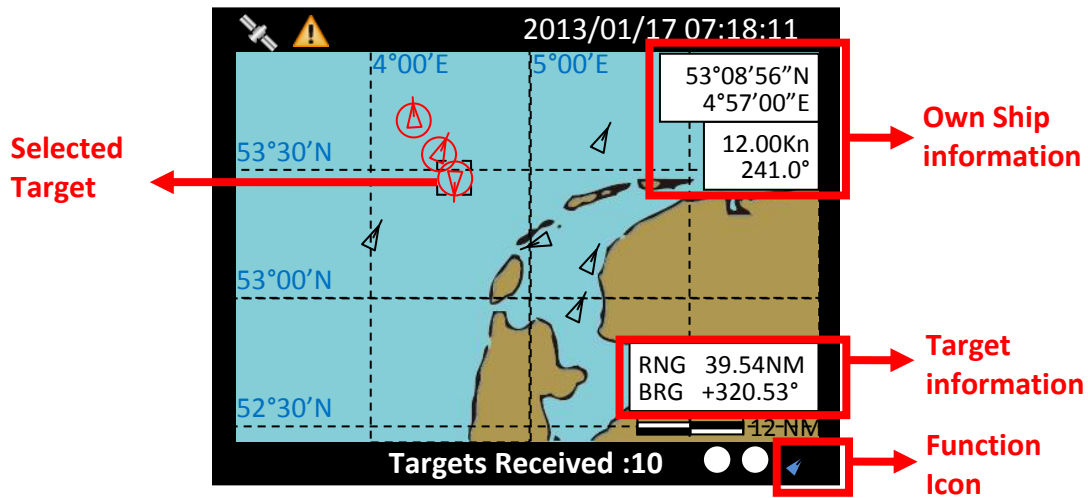 2013/01/17 07:18:11
4°00’E 5°00’E
53°08’56”N
4°57’00”E
12.00Kn
241.0°
Own Ship
information
Selected
Target
53°30’N
53°00’N
52°30’N
RNG 39.54NM
BRG +320.53°
Target
information
12 NM
Targets Received :10
Function
Icon